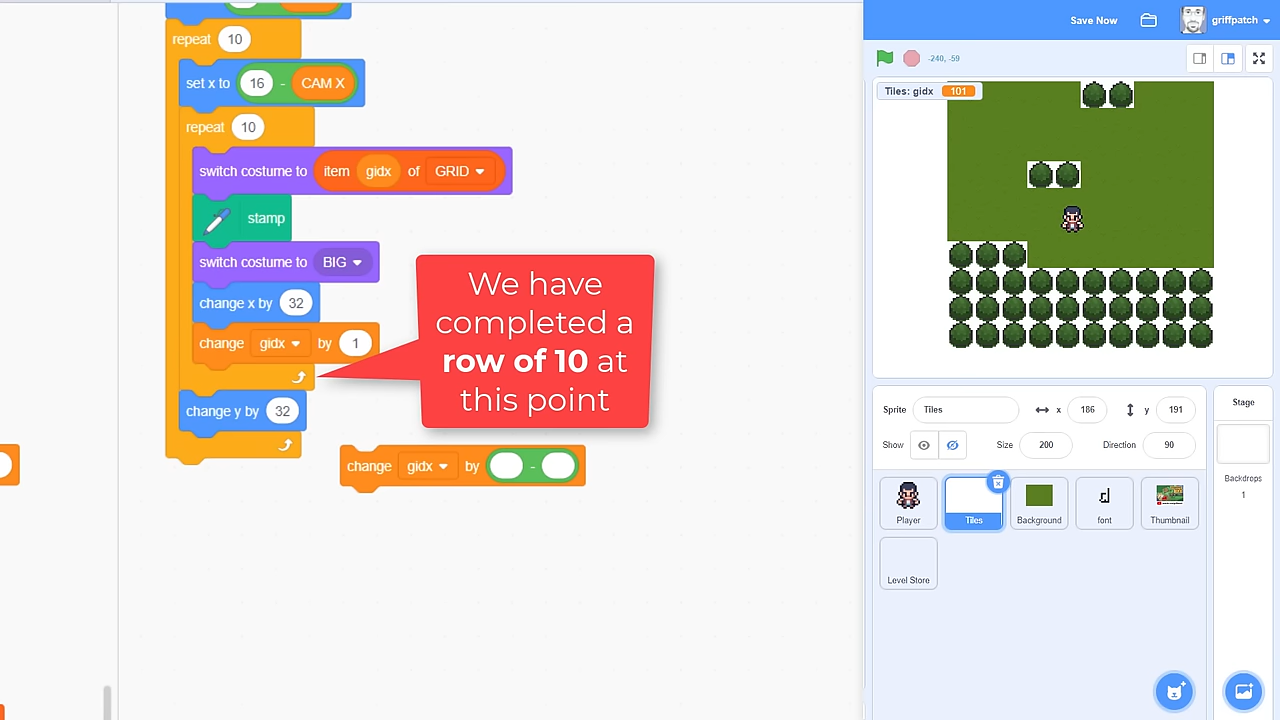 repeat 10
set x to 16 - CAM X
repeat 10
switch costume to item gidx of GRID
stamp
switch costume to BIG
change x by 32
change gidx by 1
change y by 32
change gidx by -
We have
completed a
row of 10 at
this point
Save Now griffpatch
-240, -59
Tiles: gidx 101
Sprite Tiles x 186 y 191
Show Size 200 Direction 90
Player Tiles Background font Thumbnail
Level Store
Stage
Backdrops
1